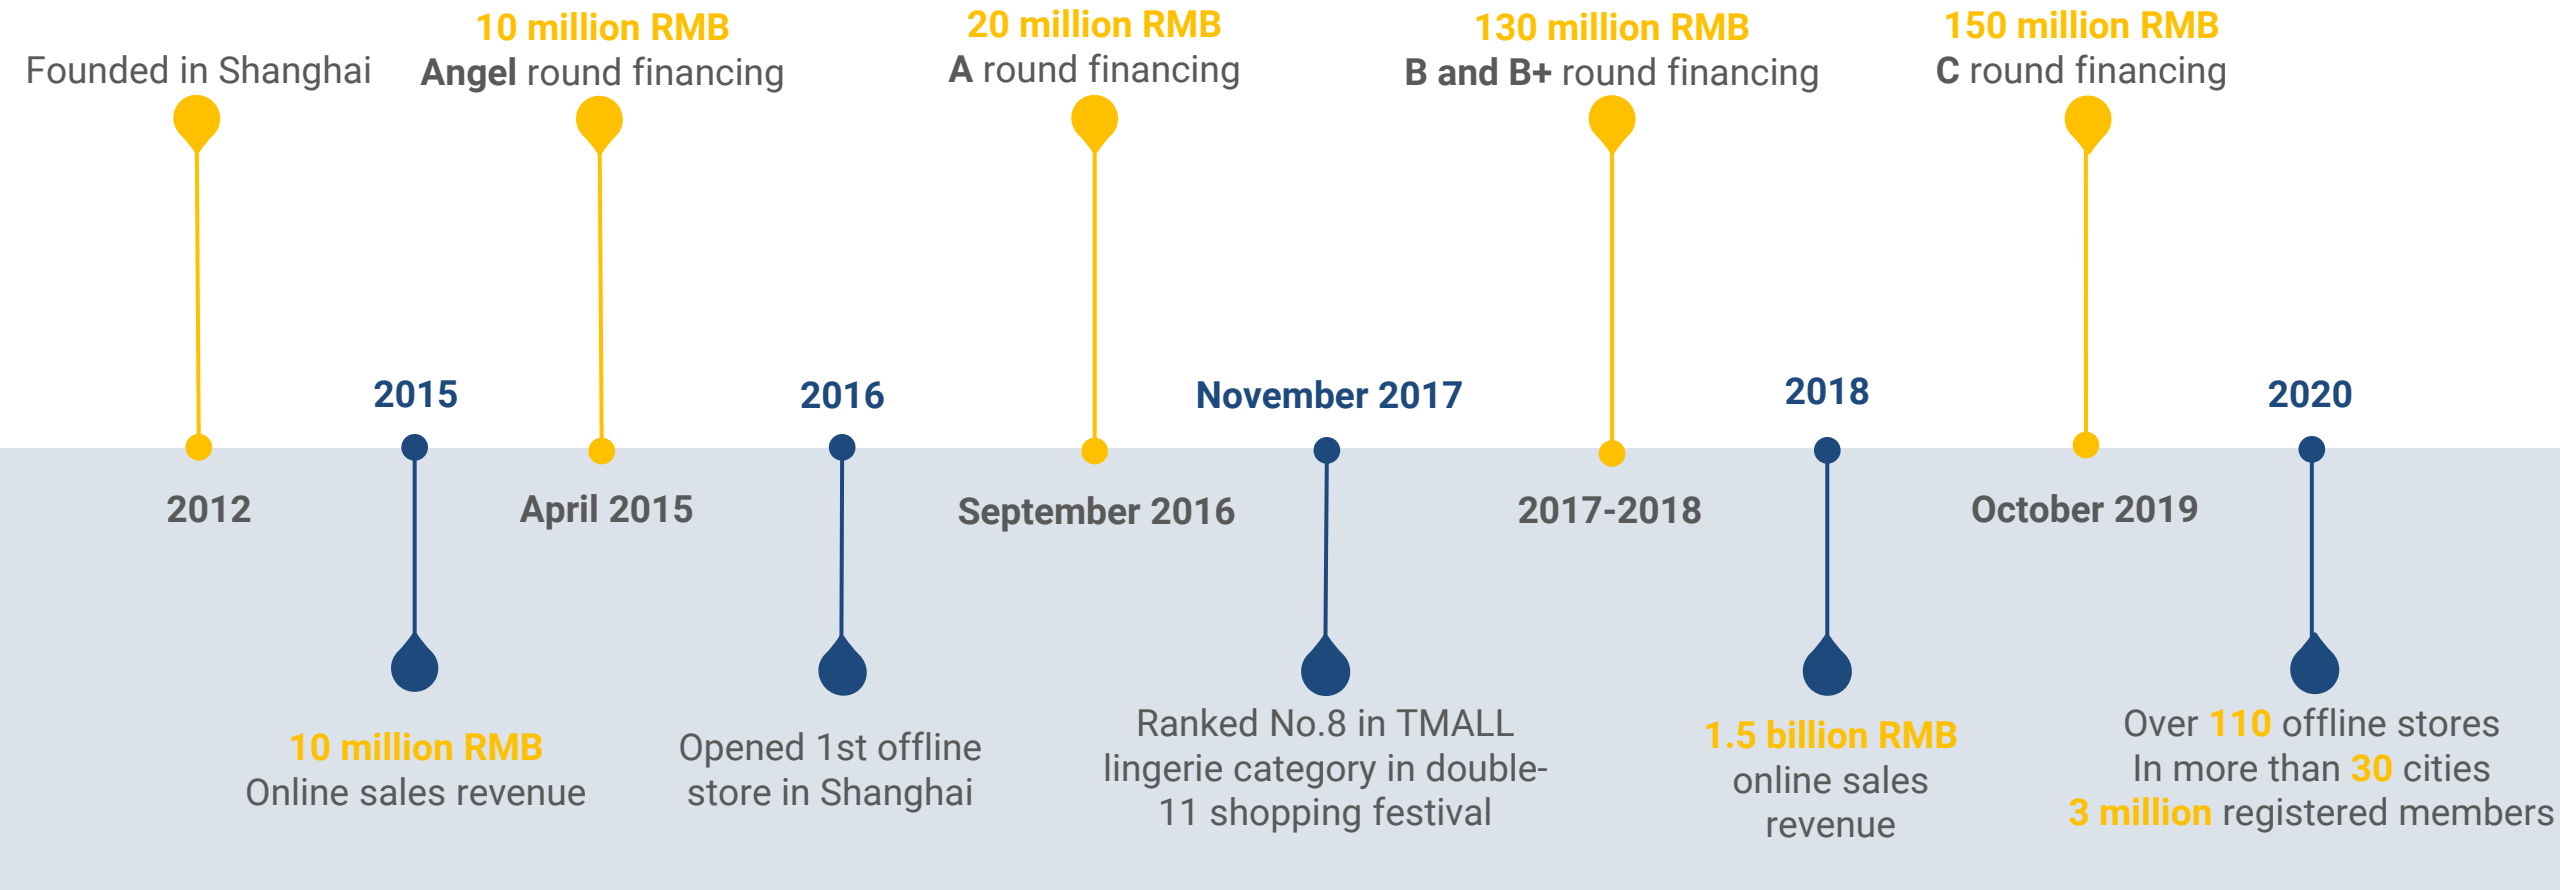 Founded in Shanghai
10 million RMB
Angel round financing
20 million RMB
A round financing
130 million RMB
B and B+ round financing
150 million RMB
C round financing
2015
2016
November 2017
2018
2020
2012
April 2015
September 2016
2017-2018
October 2019
10 million RMB
Online sales revenue
Opened 1st offline
store in Shanghai
Ranked No.8 in TMALL
lingerie category in double-
11 shopping festival
1.5 billion RMB
online sales
revenue
Over 110 offline stores
In more than 30 cities
3 million registered members